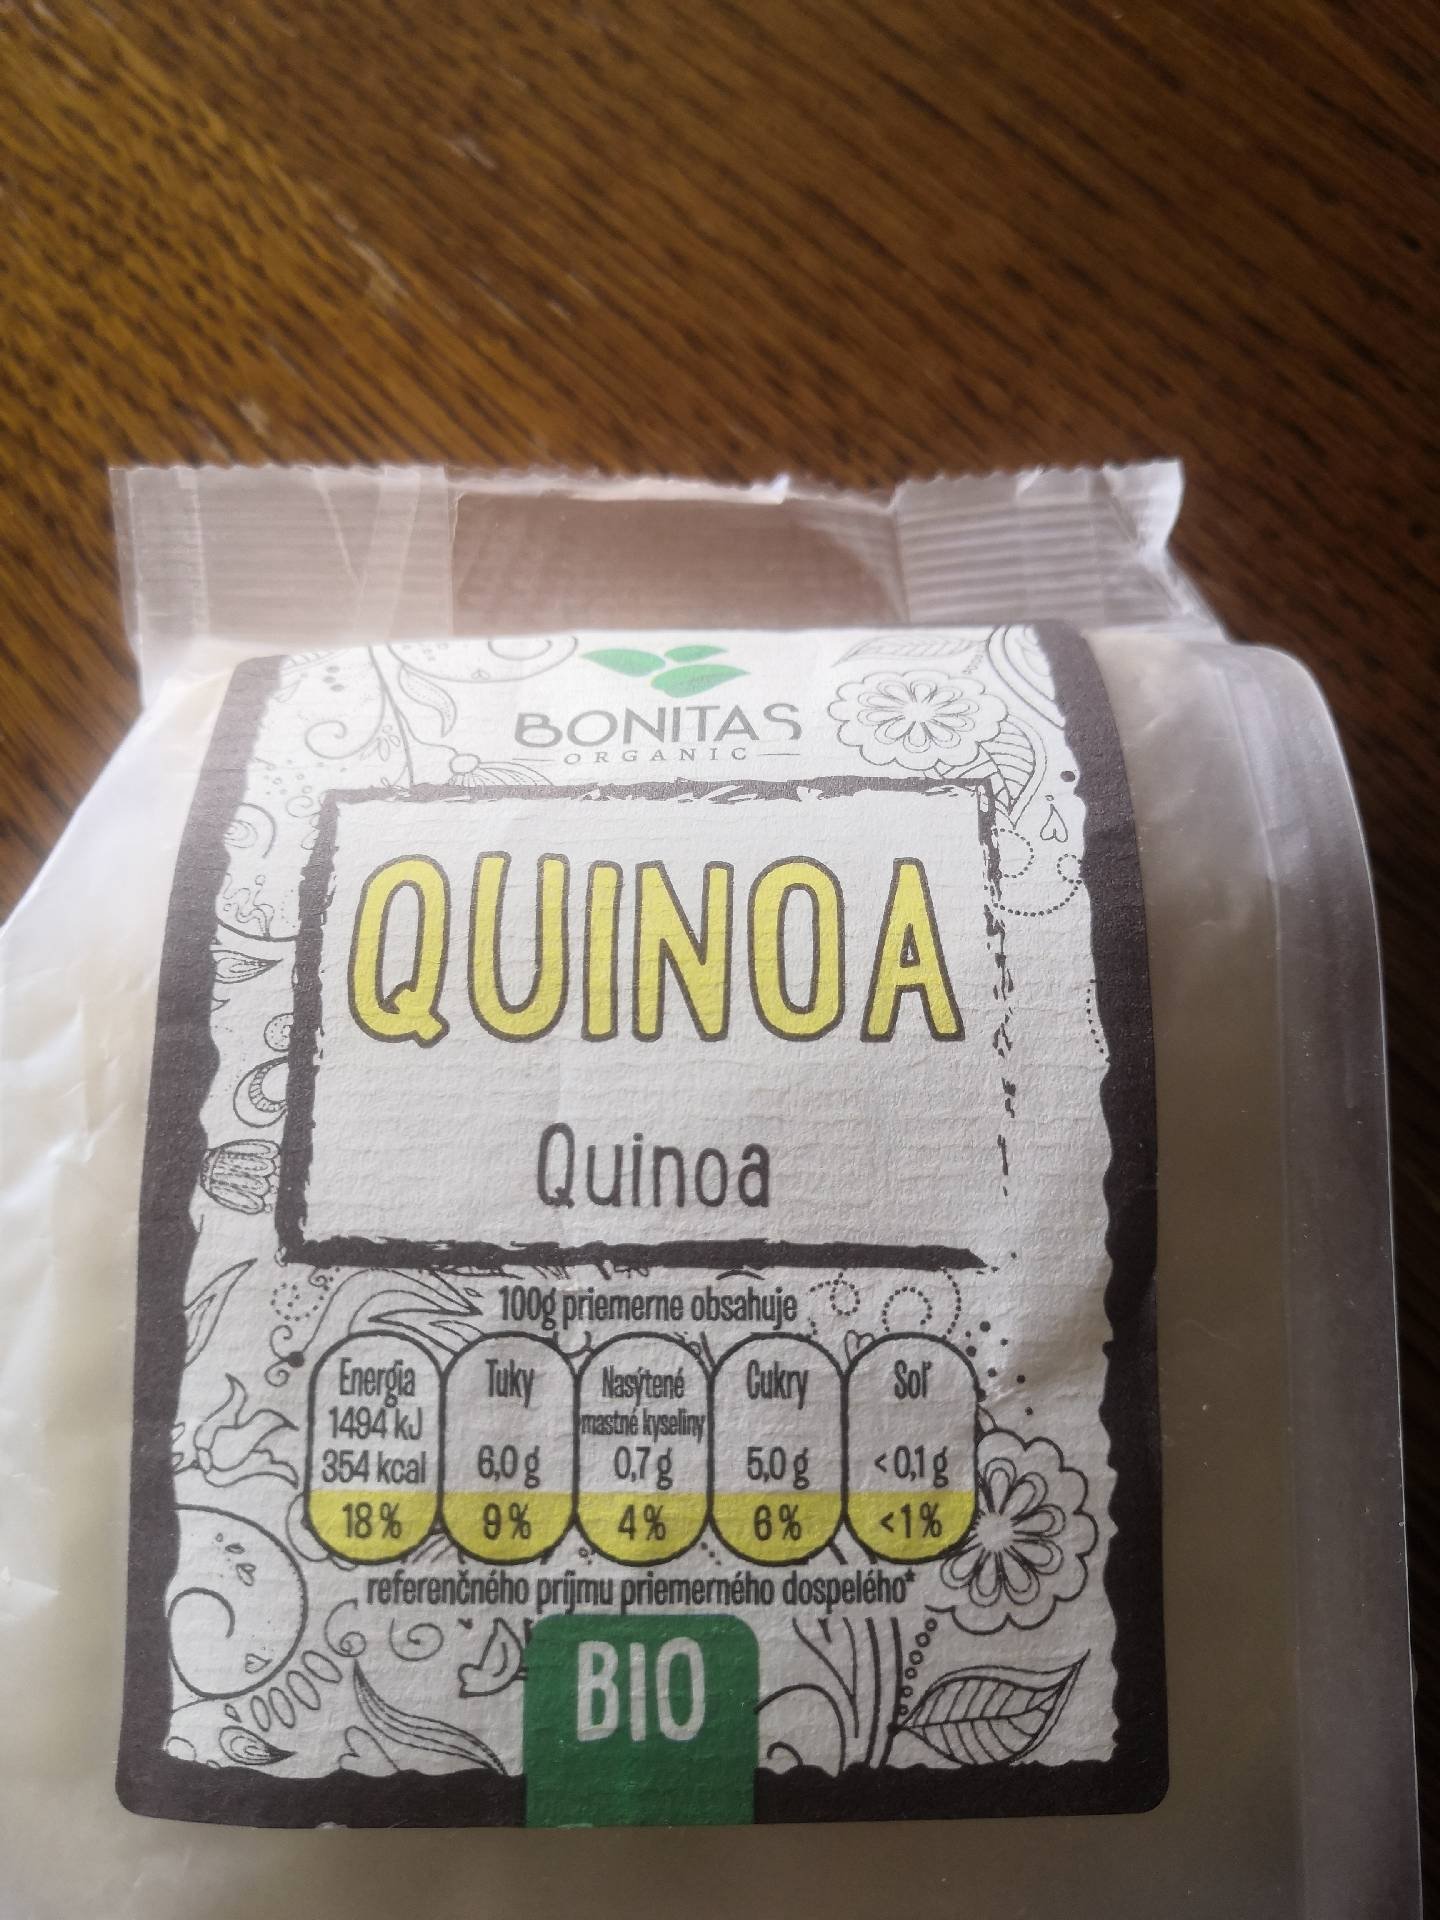 BONITAS
ORGANIC
QUINOA
Quinoa
100g priemerne obsahuje
Energia
1494 kJ
354 kcal
18%
Tuky
6,0 g
9%
Nasýtené
mastné kyseliny
0,7 g
4%
Cukry
5,0 g
6%
Soľ
<0,1 g
<1%
referenčného príjmu priemerného dospelého*
BIO